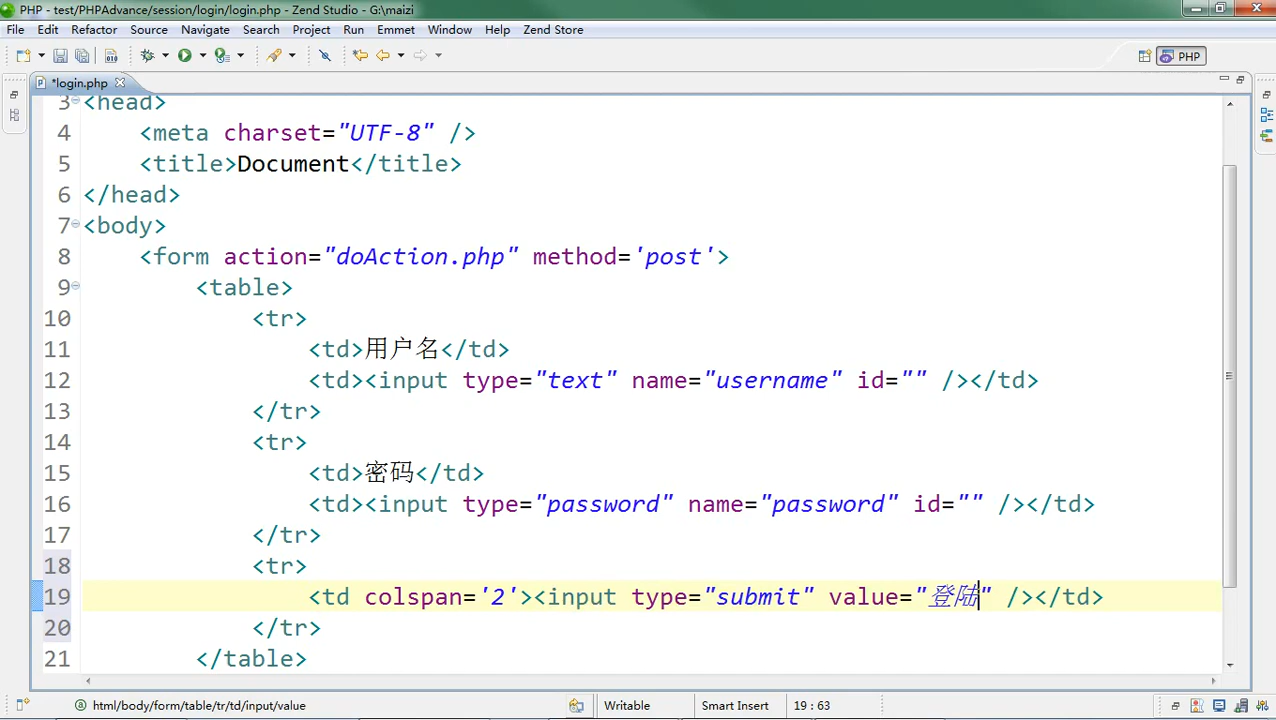 PHP - test/PHPAdvance/session/login/login.php - Zend Studio - G:\maizi
File Edit Refactor Source Navigate Search Project Run Emmet Window Help Zend Store
PHP
*login.php
3 <head>
4 <meta charset="UTF-8" />
5 <title>Document</title>
6 </head>
7 <body>
8 <form action="doAction.php" method='post'>
9 <table>
10 <tr>
11 <td>用户名</td>
12 <td><input type="text" name="username" id="" /></td>
13 </tr>
14 <tr>
15 <td>密码</td>
16 <td><input type="password" name="password" id="" /></td>
17 </tr>
18 <tr>
19 <td colspan='2'><input type="submit" value="登陆" /></td>
20 </tr>
21 </table>
html/body/form/table/tr/td/input/value Writable Smart Insert 19 : 63